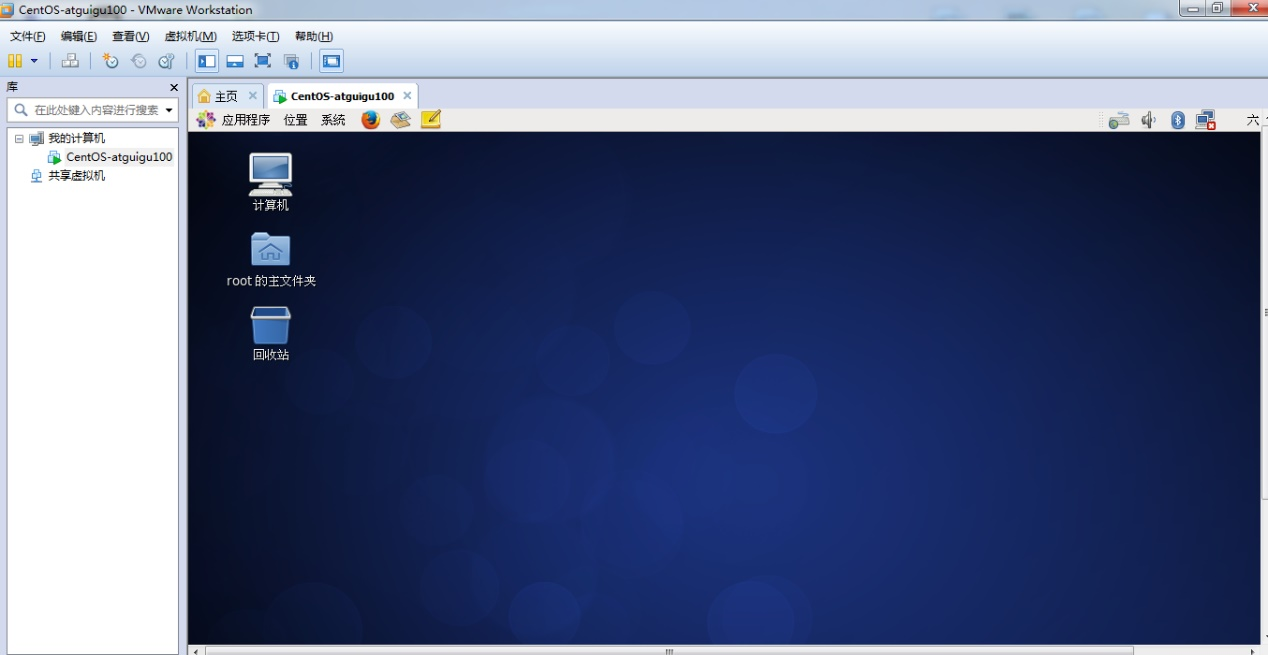 CentOS-atguigu100 - VMware Workstation
文件(F) 编辑(E) 查看(V) 虚拟机(M) 选项卡(T) 帮助(H)
库
在此处键入内容进行搜索
我的计算机
CentOS-atguigu100
共享虚拟机
主页 CentOS-atguigu100
应用程序 位置 系统 六
计算机
root 的主文件夹
回收站